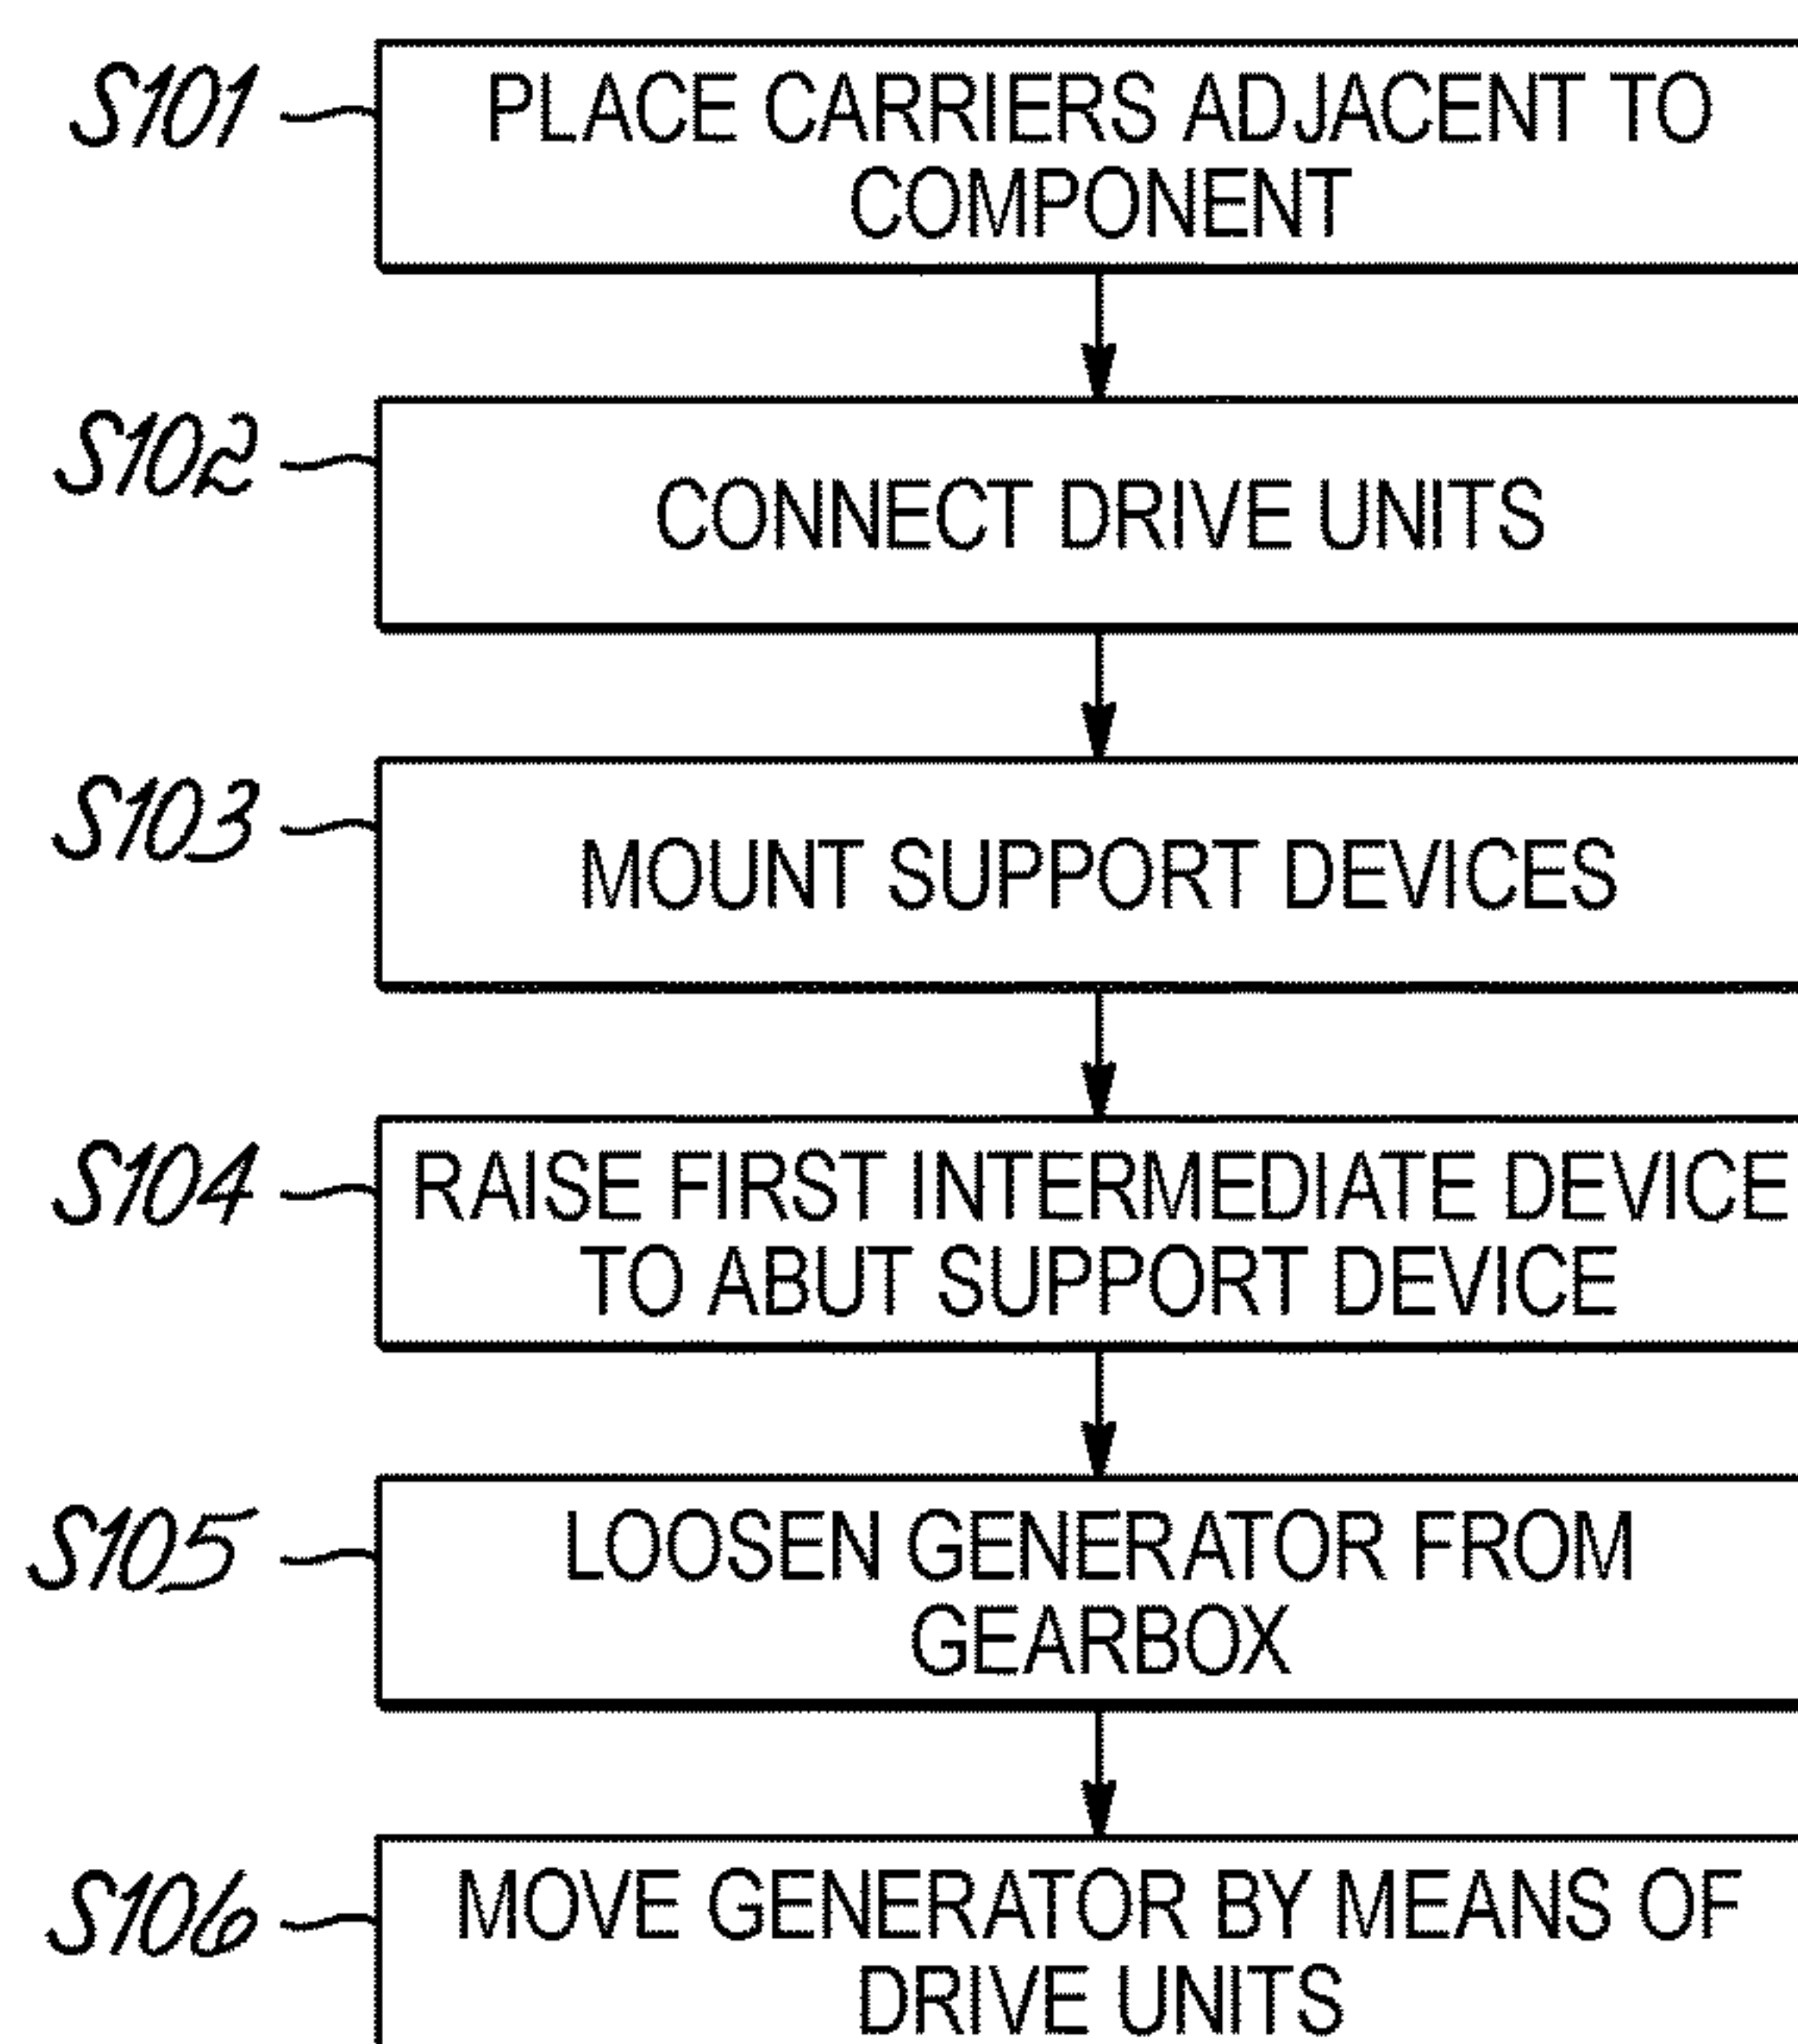 S101
PLACE CARRIERS ADJACENT TO
COMPONENT
S102
CONNECT DRIVE UNITS
S103
MOUNT SUPPORT DEVICES
S104
RAISE FIRST INTERMEDIATE DEVICE
TO ABUT SUPPORT DEVICE
S105
LOOSEN GENERATOR FROM
GEARBOX
S106
MOVE GENERATOR BY MEANS OF
DRIVE UNITS